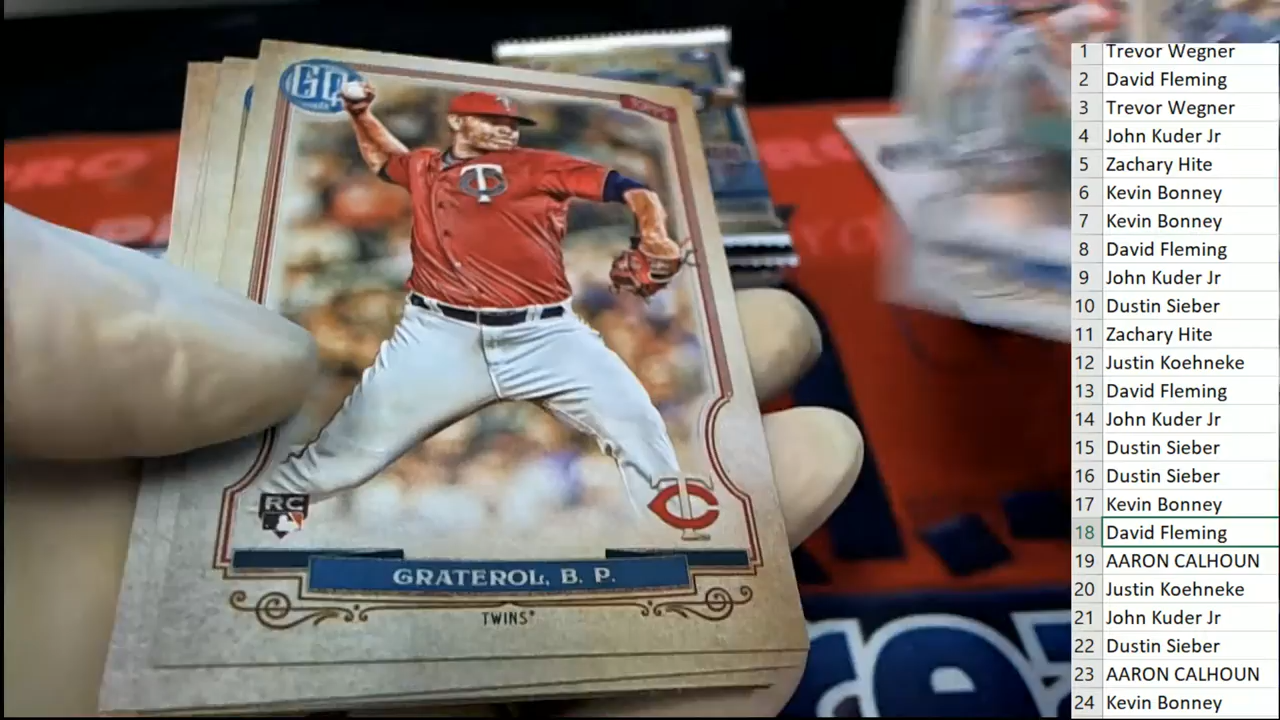 GQ
TOPPS
RC
GRATEROL, B. P.
TWINS
1 Trevor Wegner
2 David Fleming
3 Trevor Wegner
4 John Kuder Jr
5 Zachary Hite
6 Kevin Bonney
7 Kevin Bonney
8 David Fleming
9 John Kuder Jr
10 Dustin Sieber
11 Zachary Hite
12 Justin Koehneke
13 David Fleming
14 John Kuder Jr
15 Dustin Sieber
16 Dustin Sieber
17 Kevin Bonney
18 David Fleming
19 AARON CALHOUN
20 Justin Koehneke
21 John Kuder Jr
22 Dustin Sieber
23 AARON CALHOUN
24 Kevin Bonney